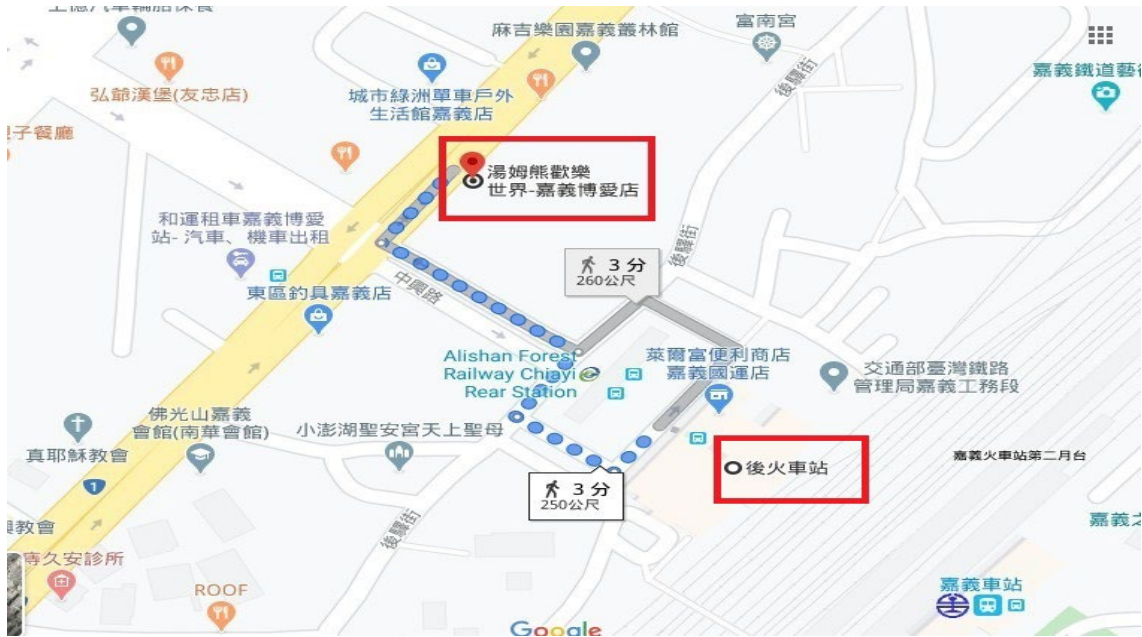 麻吉樂園嘉義叢林館
富南宮
嘉義鐵道藝
弘爺漢堡(友忠店)
城市綠洲單車戶外
生活館嘉義店
後驛街
子餐廳
湯姆熊歡樂
世界-嘉義博愛店
和運租車嘉義博愛
站- 汽車、機車出租
後驛街
3 分
260公尺
東區釣具嘉義店
中興路
Alishan Forest
Railway Chiayi
Rear Station
萊爾富便利商店
嘉義國運店
交通部臺灣鐵路
管理局嘉義工務段
佛光山嘉義
會館(南華會館)
小澎湖聖安宮天上聖母
真耶穌教會
後火車站
嘉義火車站第二月台
1
3 分
250公尺
教會
後驛街
嘉義之
久安診所
ROOF
嘉義車站
Google